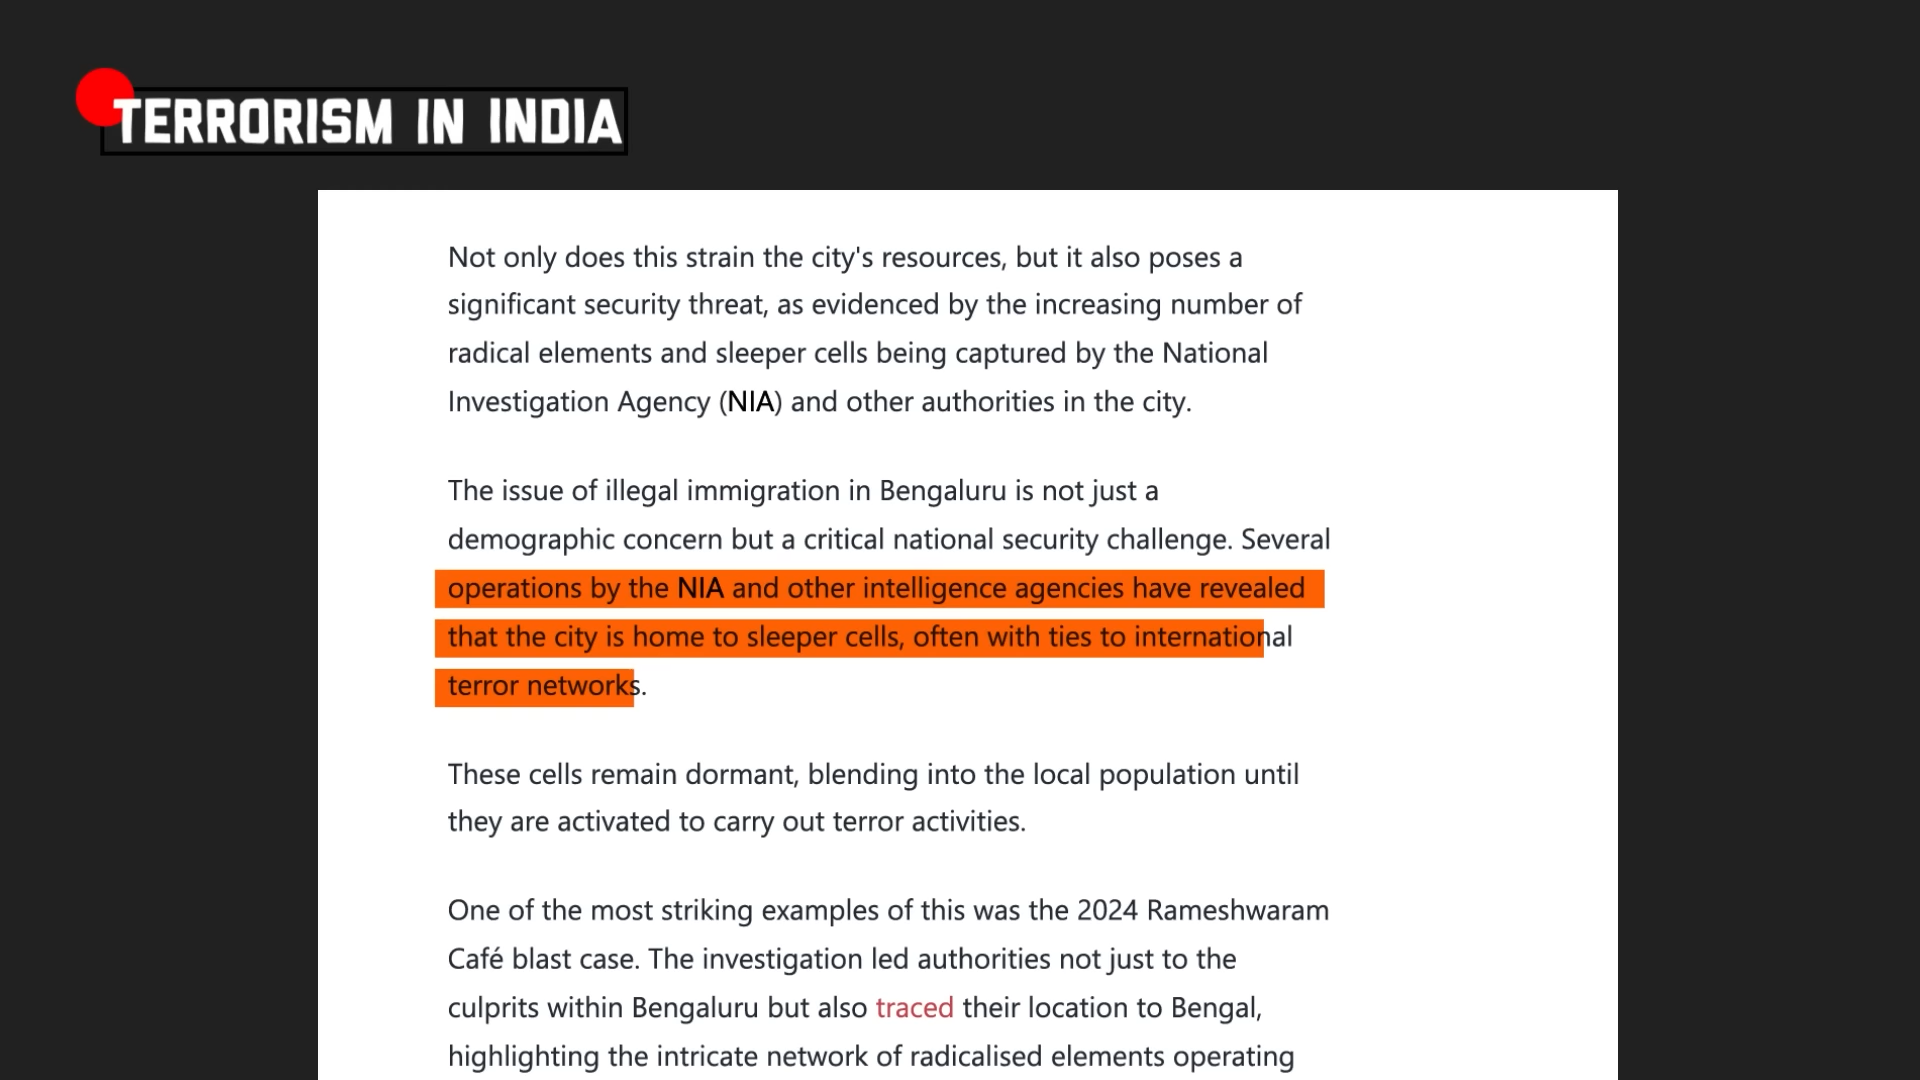 TERRORISM IN INDIA
Not only does this strain the city's resources, but it also poses a
significant security threat, as evidenced by the increasing number of
radical elements and sleeper cells being captured by the National
Investigation Agency (NIA) and other authorities in the city.
The issue of illegal immigration in Bengaluru is not just a
demographic concern but a critical national security challenge. Several
operations by the NIA and other intelligence agencies have revealed
that the city is home to sleeper cells, often with ties to international
terror networks.
These cells remain dormant, blending into the local population until
they are activated to carry out terror activities.
One of the most striking examples of this was the 2024 Rameshwaram
Café blast case. The investigation led authorities not just to the
culprits within Bengaluru but also traced their location to Bengal,
highlighting the intricate network of radicalised elements operating